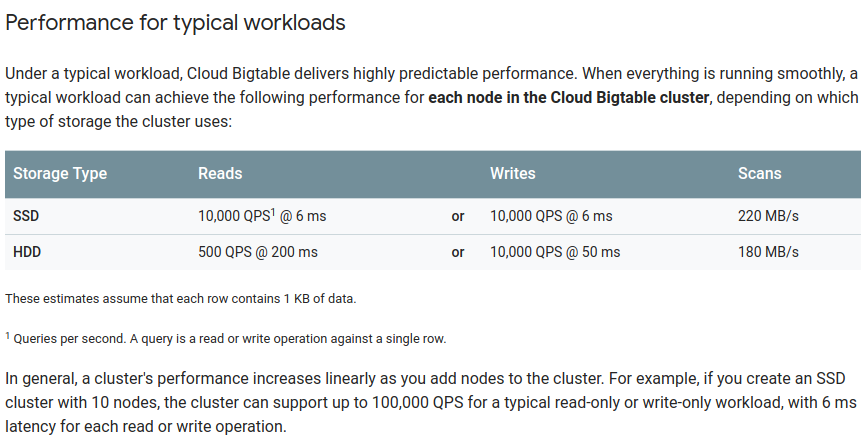 Performance for typical workloads
Under a typical workload, Cloud Bigtable delivers highly predictable performance. When everything is running smoothly, a
typical workload can achieve the following performance for each node in the Cloud Bigtable cluster, depending on which
type of storage the cluster uses:
Storage Type Reads Writes Scans
SSD 10,000 QPS¹ @ 6 ms or 10,000 QPS @ 6 ms 220 MB/s
HDD 500 QPS @ 200 ms or 10,000 QPS @ 50 ms 180 MB/s
These estimates assume that each row contains 1 KB of data.
¹ Queries per second. A query is a read or write operation against a single row.
In general, a cluster's performance increases linearly as you add nodes to the cluster. For example, if you create an SSD
cluster with 10 nodes, the cluster can support up to 100,000 QPS for a typical read-only or write-only workload, with 6 ms
latency for each read or write operation.